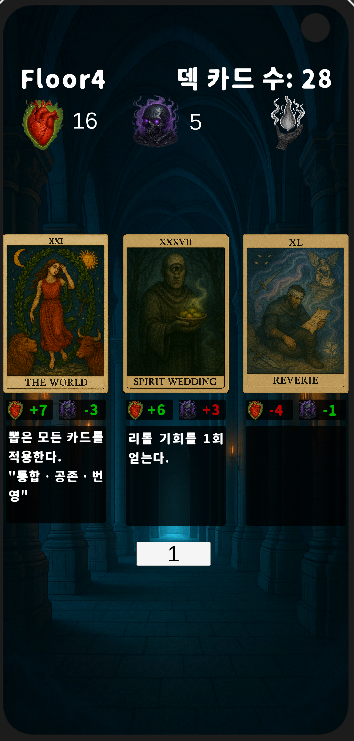 Floor4
덱 카드 수: 28
16
5
XXI
XXXVII
XL
THE WORLD
SPIRIT WEDDING
REVERIE
+7
-3
+6
+3
-4
-1
뽑은 모든 카드를
적용한다.
"통합 · 공존 · 번
영"
리롤 기회를 1회
얻는다.
1